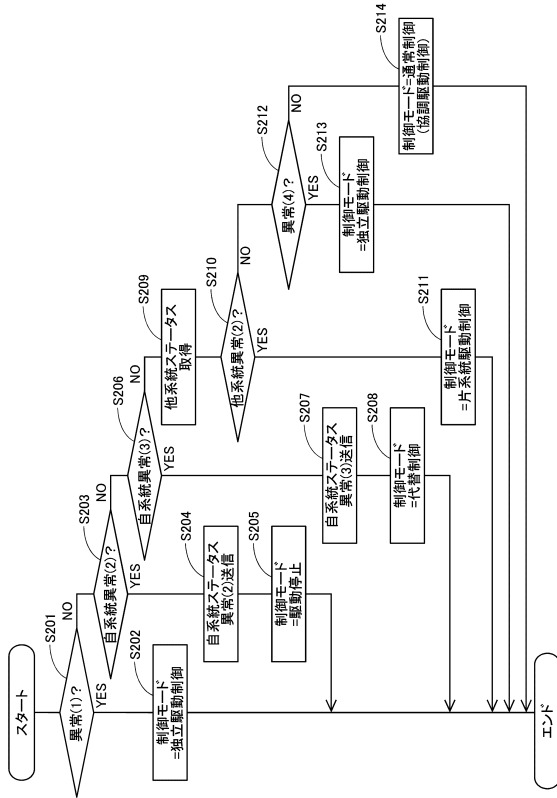 スタート
S201
異常(1)?
NO
YES
S202
制御モード
=独立駆動制御
S203
自系統異常(2)?
NO
YES
S204
自系統ステータス
異常(2)送信
S205
制御モード
=駆動停止
S206
自系統異常(3)?
NO
YES
S207
自系統ステータス
異常(3)送信
S208
制御モード
=代替制御
S209
他系統ステータス
取得
S210
他系統異常(2)?
NO
YES
S211
制御モード
=片系統駆動制御
S212
異常(4)?
NO
YES
S213
制御モード
=独立駆動制御
S214
制御モード=通常制御
(協調駆動制御)
エンド